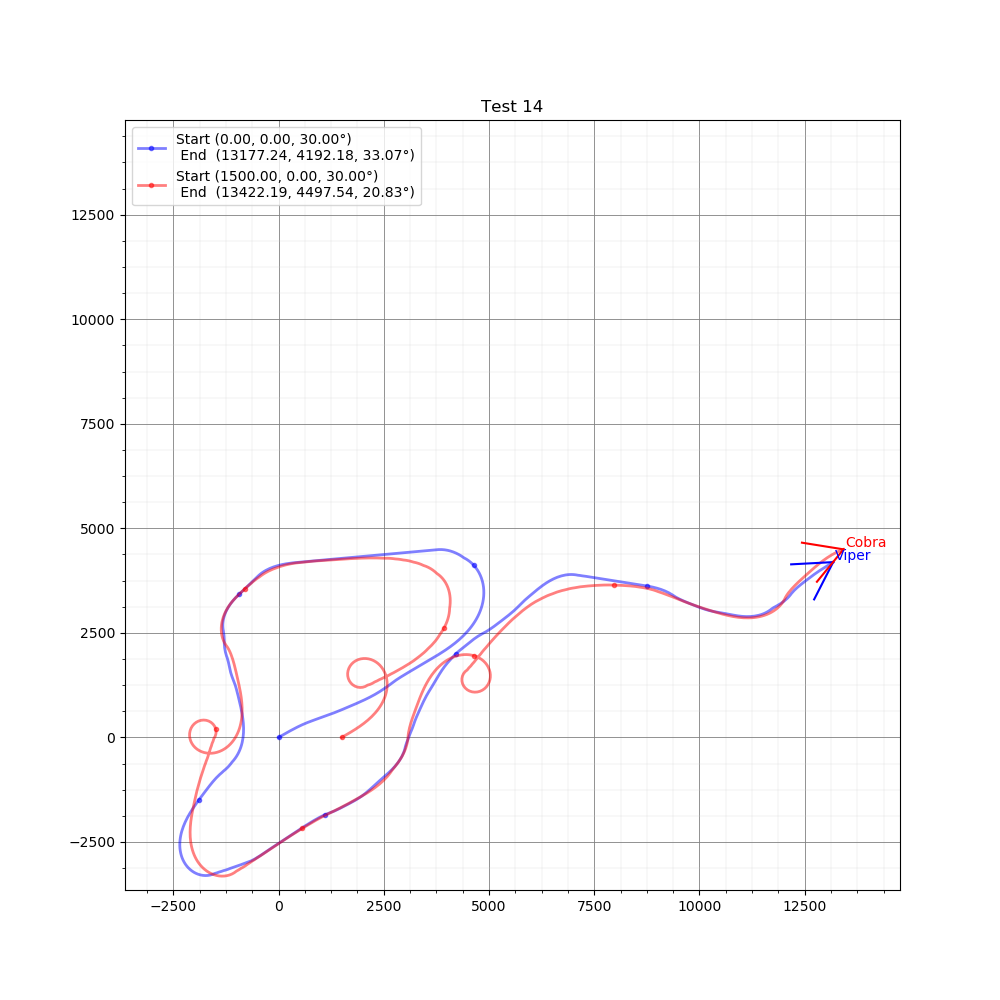 Test 14
Start (0.00, 0.00, 30.00°)
End (13177.24, 4192.18, 33.07°)
Start (1500.00, 0.00, 30.00°)
End (13422.19, 4497.54, 20.83°)
12500
10000
7500
5000
2500
0
−2500
Cobra
Viper
−2500 0 2500 5000 7500 10000 12500